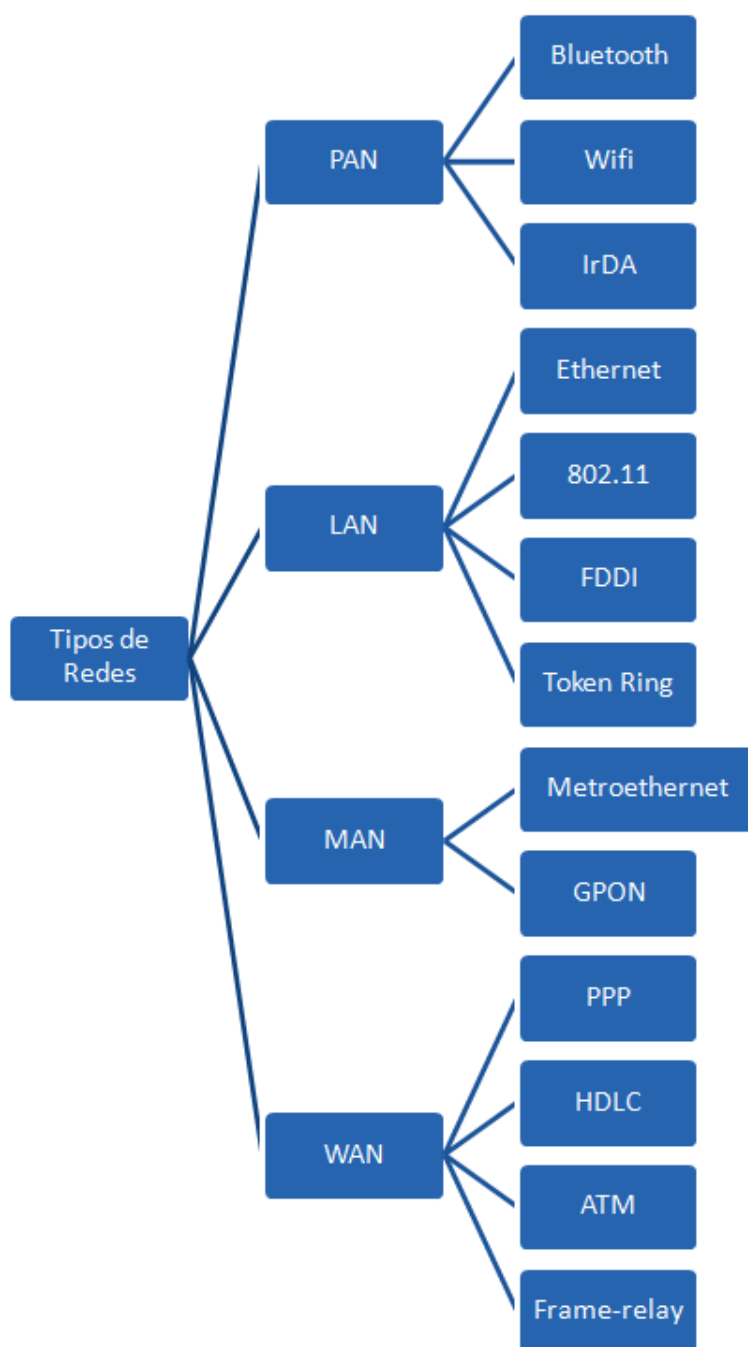 Tipos de
Redes
PAN
Bluetooth
Wifi
IrDA
LAN
Ethernet
802.11
FDDI
Token Ring
MAN
Metroethernet
GPON
WAN
PPP
HDLC
ATM
Frame-relay